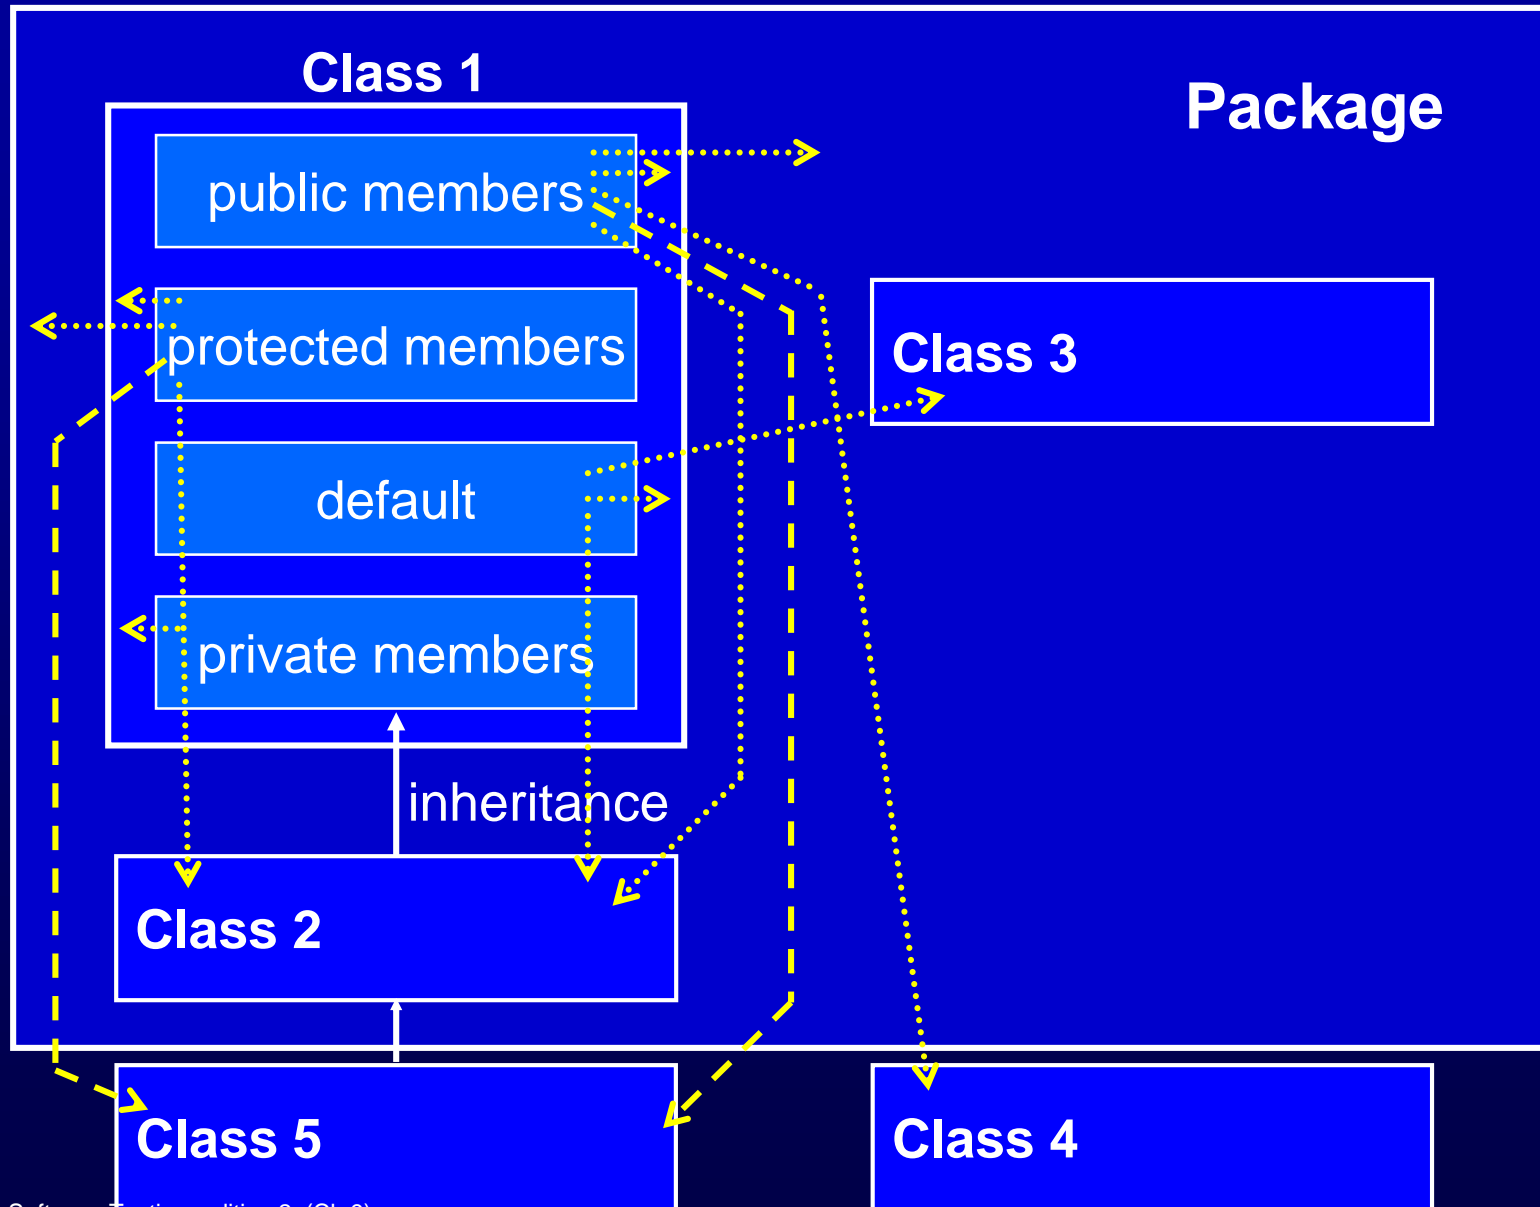 Class 1
Package
public members
protected members
Class 3
default
private members
inheritance
Class 2
Class 5
Class 4